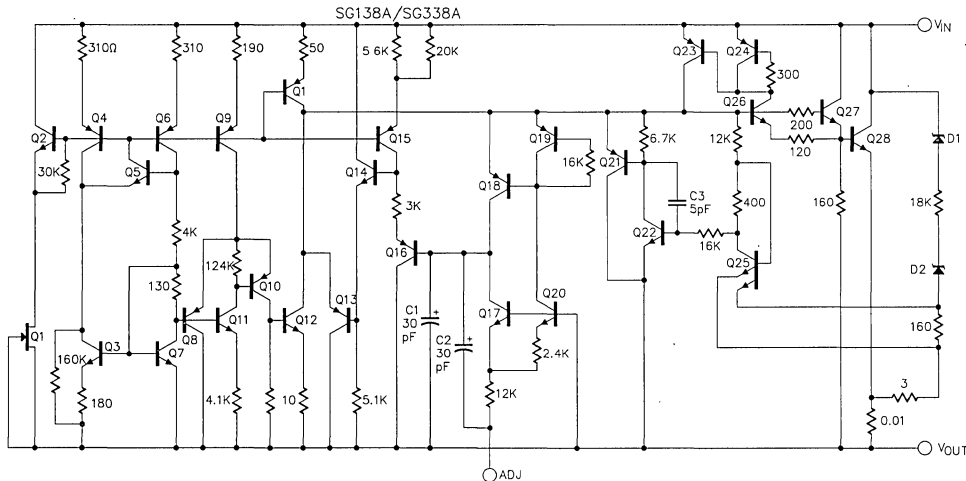 SG138A/SG338A
VIN
310Ω
310
190
50
5 6K
20K
Q23
Q24
300
Q1
Q26
Q27
200
120
Q28
Q2
Q4
Q6
Q9
Q15
Q19
6.7K
12K
D1
30K
Q5
Q14
16K
Q21
Q18
C3
5pF
400
160
18K
4K
3K
Q22
16K
Q25
D2
124K
Q16
130
Q10
Q8
Q11
Q12
Q13
C1
30
pF
C2
30
pF
Q17
Q20
160
Q1
160K
Q3
Q7
2.4K
180
4.1K
10
5.1K
12K
3
0.01
VOUT
ADJ